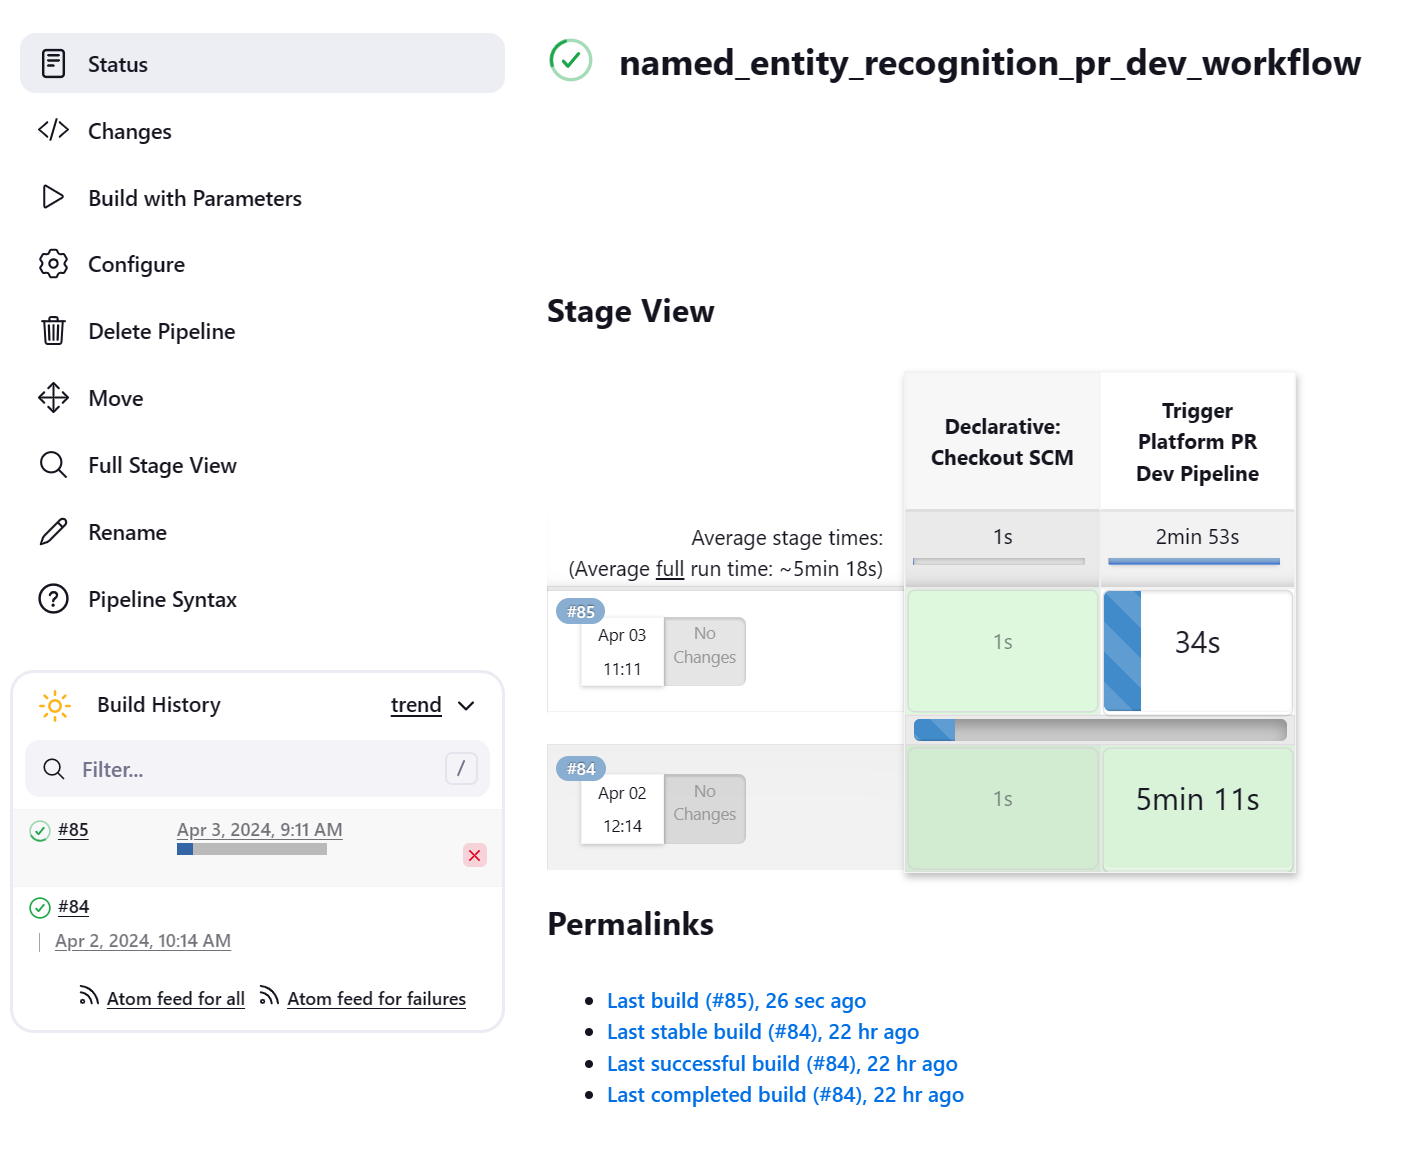 Status
Changes
Build with Parameters
Configure
Delete Pipeline
Move
Full Stage View
Rename
Pipeline Syntax
Build History
trend
Filter...
/
#85
Apr 3, 2024, 9:11 AM
#84
Apr 2, 2024, 10:14 AM
Atom feed for all
Atom feed for failures
named_entity_recognition_pr_dev_workflow
Stage View
Declarative:
Checkout SCM
Trigger
Platform PR
Dev Pipeline
Average stage times:
(Average full run time: ~5min 18s)
1s
2min 53s
#85
Apr 03
11:11
No
Changes
1s
34s
#84
Apr 02
12:14
No
Changes
1s
5min 11s
Permalinks
Last build (#85), 26 sec ago
Last stable build (#84), 22 hr ago
Last successful build (#84), 22 hr ago
Last completed build (#84), 22 hr ago